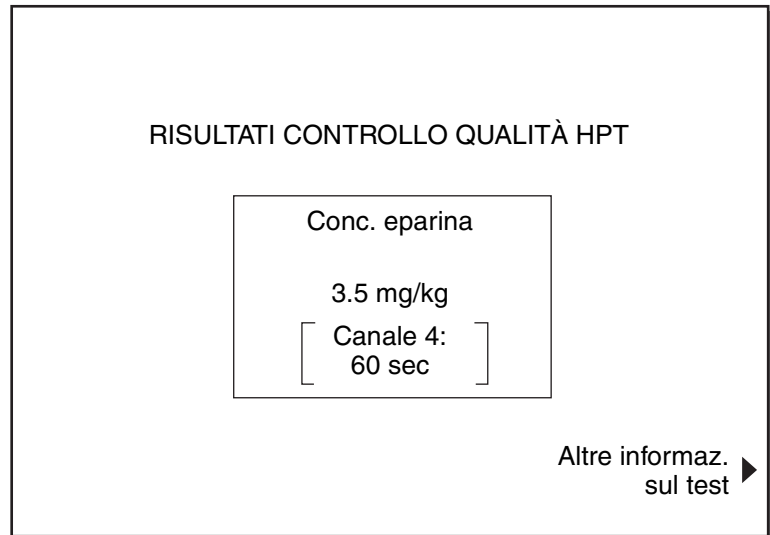 RISULTATI CONTROLLO QUALITÀ HPT
Conc. eparina
3.5 mg/kg
Canale 4:
60 sec
Altre informaz.
sul test